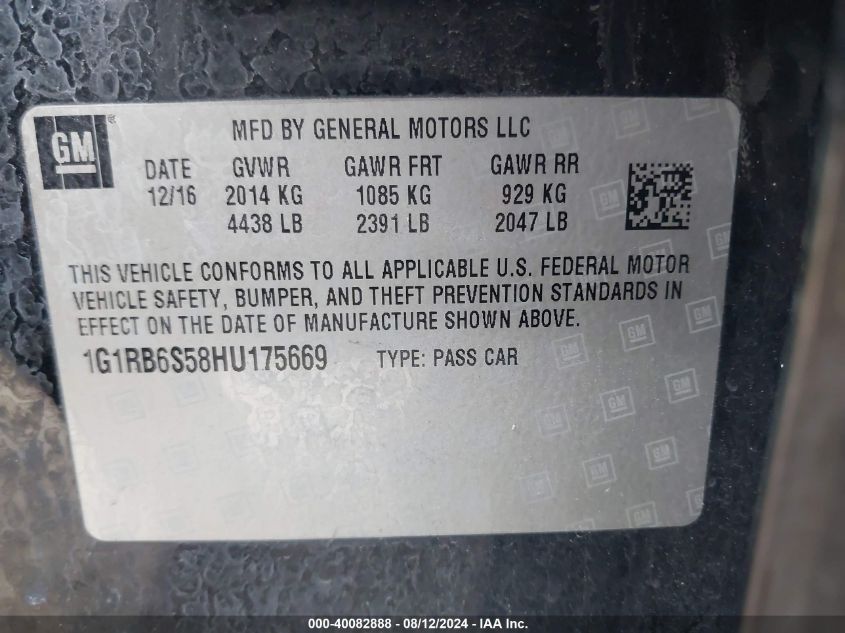 GM ®
MFD BY GENERAL MOTORS LLC
DATE GVWR GAWR FRT GAWR RR
12/16 2014 KG 1085 KG 929 KG
4438 LB 2391 LB 2047 LB
THIS VEHICLE CONFORMS TO ALL APPLICABLE U.S. FEDERAL MOTOR
VEHICLE SAFETY, BUMPER, AND THEFT PREVENTION STANDARDS IN
EFFECT ON THE DATE OF MANUFACTURE SHOWN ABOVE.
1G1RB6S58HU175669 TYPE: PASS CAR
000-40082888 - 08/12/2024 - IAA Inc.